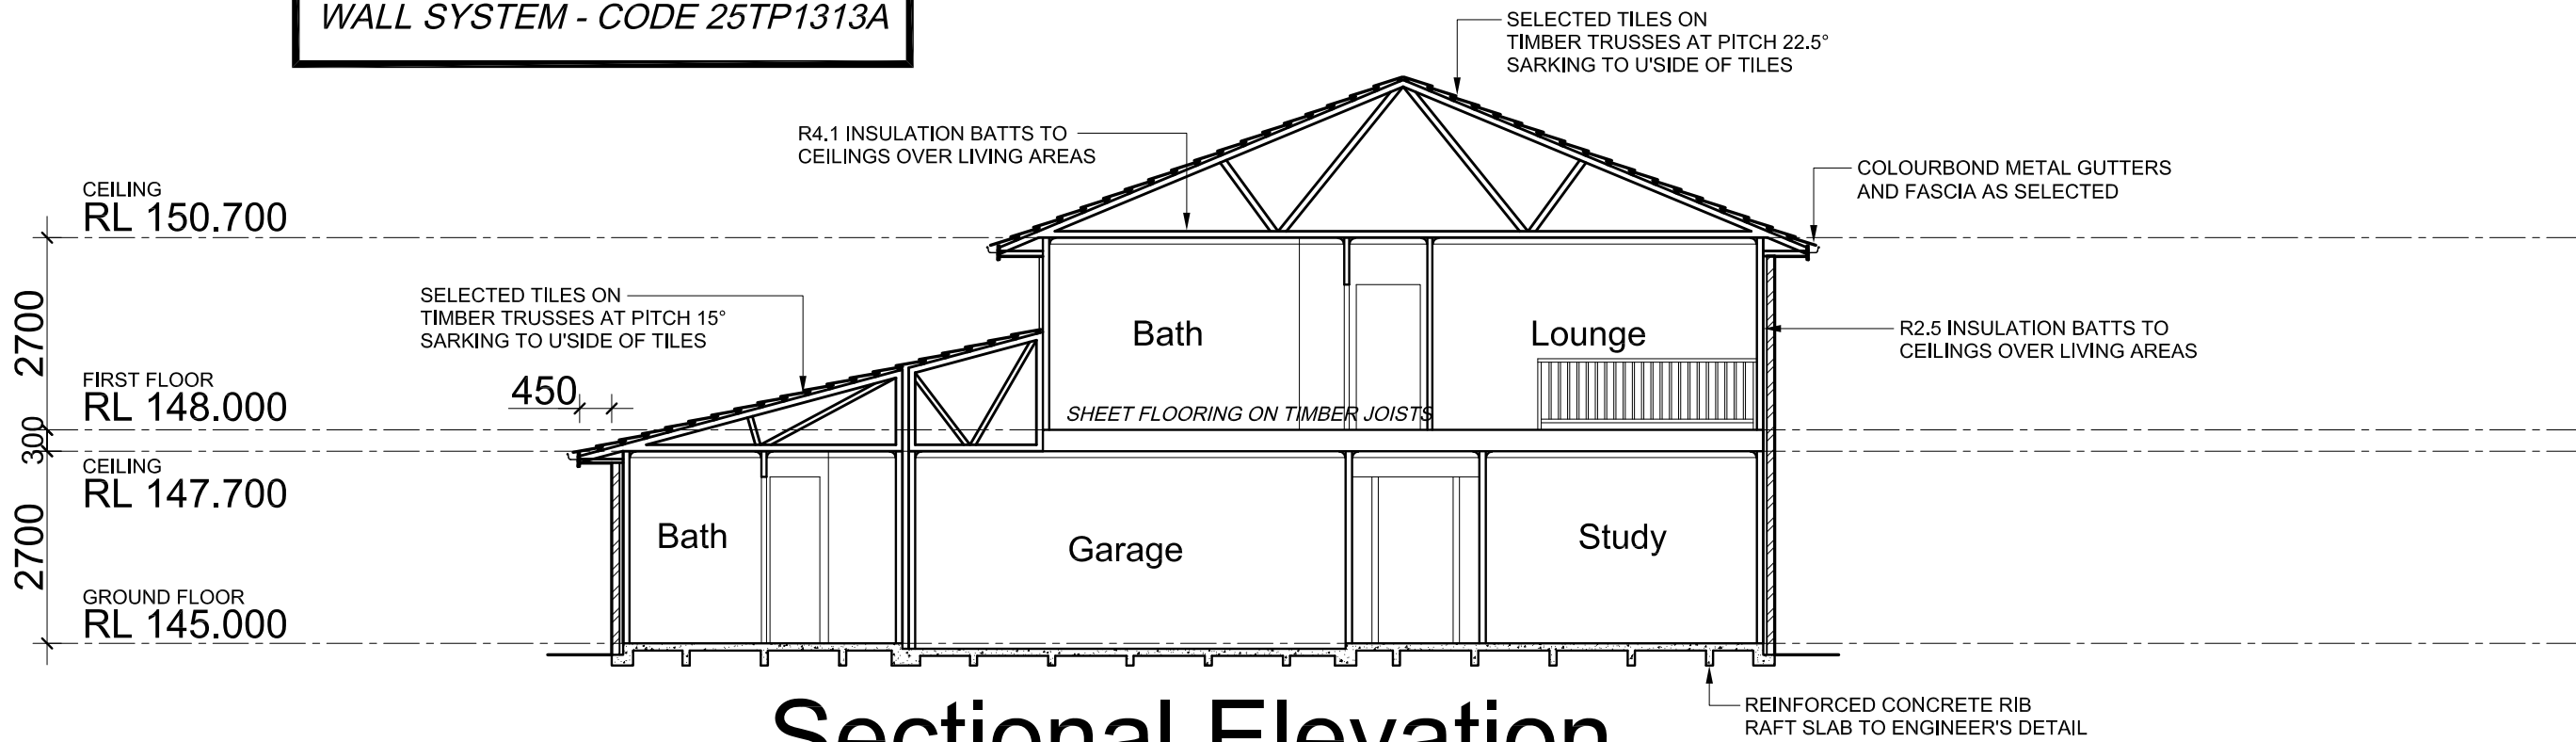 WALL SYSTEM - CODE 25TP1313A
SELECTED TILES ON
TIMBER TRUSSES AT PITCH 22.5°
SARKING TO U'SIDE OF TILES
R4.1 INSULATION BATTS TO
CEILINGS OVER LIVING AREAS
COLOURBOND METAL GUTTERS
AND FASCIA AS SELECTED
CEILING
RL 150.700
2700
SELECTED TILES ON
TIMBER TRUSSES AT PITCH 15°
SARKING TO U'SIDE OF TILES
Bath
Lounge
R2.5 INSULATION BATTS TO
CEILINGS OVER LIVING AREAS
FIRST FLOOR
RL 148.000
450
SHEET FLOORING ON TIMBER JOISTS
300
CEILING
RL 147.700
2700
Bath
Garage
Study
GROUND FLOOR
RL 145.000
Sectional Elevation
REINFORCED CONCRETE RIB
RAFT SLAB TO ENGINEER'S DETAIL